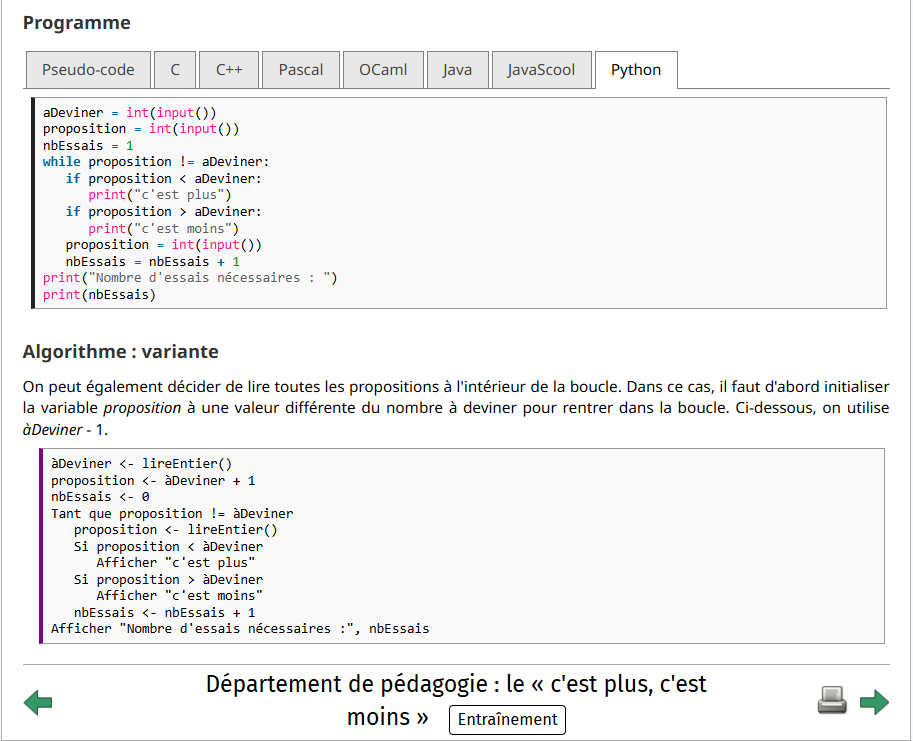 Programme
Pseudo-code C C++ Pascal OCaml Java JavaScool Python
aDeviner = int(input())
proposition = int(input())
nbEssais = 1
while proposition != aDeviner:
   if proposition < aDeviner:
      print("c'est plus")
   if proposition > aDeviner:
      print("c'est moins")
   proposition = int(input())
   nbEssais = nbEssais + 1
print("Nombre d'essais nécessaires : ")
print(nbEssais)
Algorithme : variante
On peut également décider de lire toutes les propositions à l'intérieur de la boucle. Dans ce cas, il faut d'abord initialiser
la variable proposition à une valeur différente du nombre à deviner pour rentrer dans la boucle. Ci-dessous, on utilise
àDeviner - 1.
àDeviner <- lireEntier()
proposition <- àDeviner + 1
nbEssais <- 0
Tant que proposition != àDeviner
   proposition <- lireEntier()
   Si proposition < àDeviner
      Afficher "c'est plus"
   Si proposition > àDeviner
      Afficher "c'est moins"
   nbEssais <- nbEssais + 1
Afficher "Nombre d'essais nécessaires :", nbEssais
Département de pédagogie : le « c'est plus, c'est
moins » Entraînement